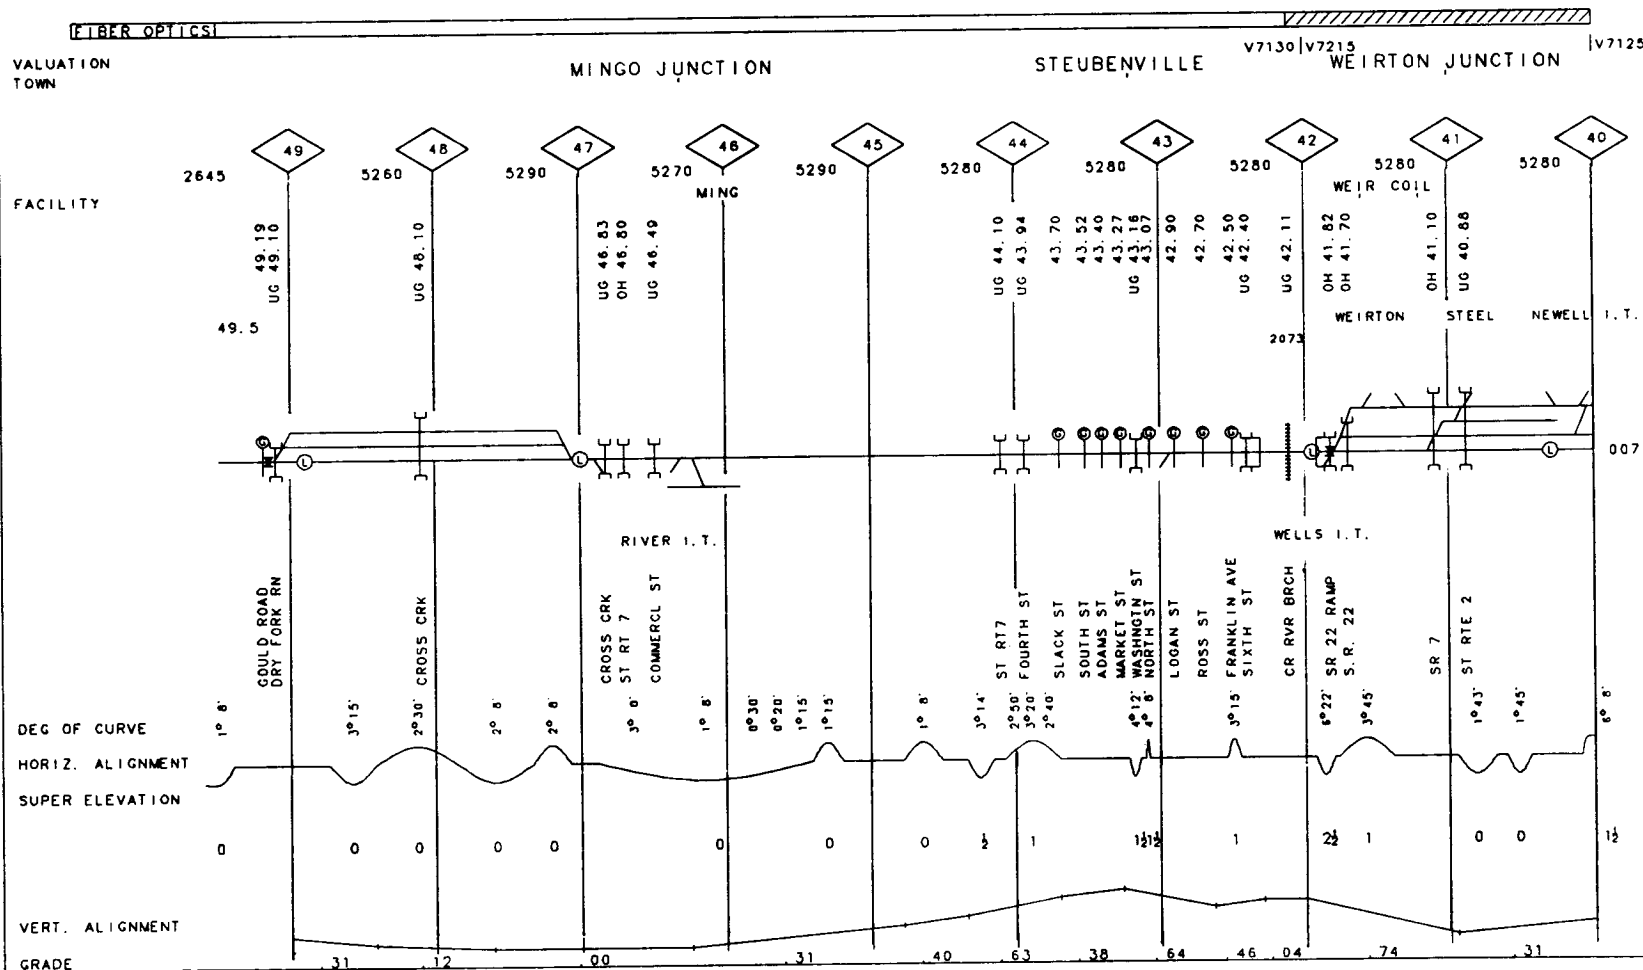 FIBER OPTICS
V7130 V7215 V7125
VALUATION
TOWN
MINGO JUNCTION STEUBENVILLE WEIRTON JUNCTION
49 48 47 46 45 44 43 42 41 40
2645 5260 5290 5270 5290 5280 5280 5280 5280 5280
MING WEIR COIL
FACILITY
49.19
UG 49.10
UG 48.10
UG 46.83
OH 46.80
UG 46.49
UG 44.10
UG 43.94
43.70
43.52
43.40
43.27
UG 43.16
43.07
42.90
42.70
42.50
UG 42.40
UG 42.11
OH 41.82
OH 41.70
OH 41.10
UG 40.88
49.5
WEIRTON STEEL NEWELL I.T.
2073
G L L G G G G G G G G L L
007
RIVER I.T. WELLS I.T.
GOULD ROAD
DRY FORK RN
CROSS CRK
CROSS CRK
ST RT 7
COMMERCL ST
ST RT7
FOURTH ST
SLACK ST
SOUTH ST
ADAMS ST
MARKET ST
WASHNGTN ST
NORTH ST
LOGAN ST
ROSS ST
FRANKLIN AVE
SIXTH ST
CR RVR BRCH
SR 22 RAMP
S.R. 22
SR 7
ST RTE 2
DEG OF CURVE
1° 8' 3°15' 2°30' 2° 8' 2° 8' 3° 0' 1° 8' 0°30' 0°20' 1°15' 1°15' 1° 8' 3°14' 2°50' 3°20' 2°40' 4°12' 4° 8' 3°15' 6°22' 3°45' 1°43' 1°45' 6° 8'
HORIZ. ALIGNMENT
SUPER ELEVATION
0 0 0 0 0 0 0 0 ½ 1 1½ 1½ 1 2½ 1 0 0 1½
VERT. ALIGNMENT
GRADE
.31 .12 .00 .31 .40 .63 .38 .64 .46 .04 .74 .31